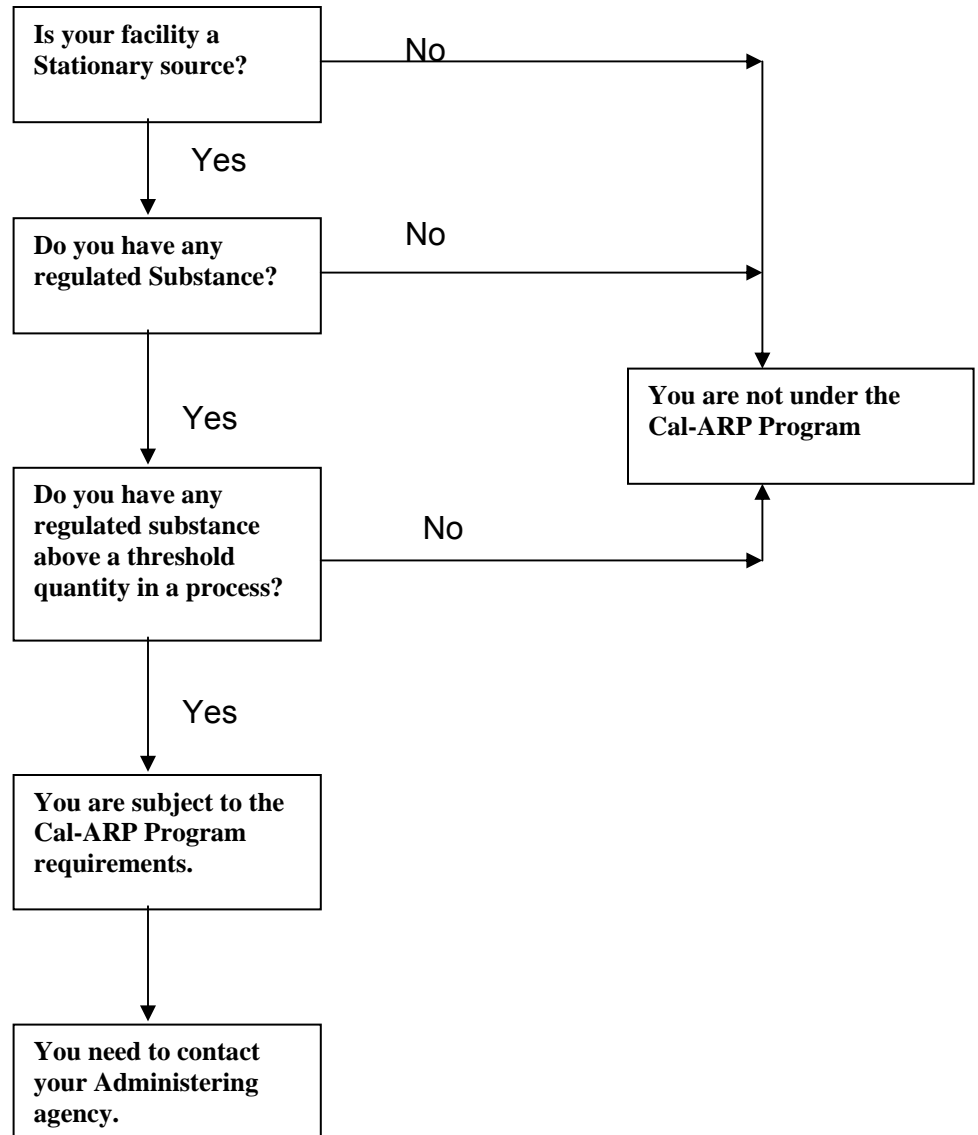 Is your facility a
Stationary source?
No
Yes
Do you have any
regulated Substance?
No
You are not under the
Cal-ARP Program
Yes
Do you have any
regulated substance
above a threshold
quantity in a process?
No
Yes
You are subject to the
Cal-ARP Program
requirements.
You need to contact
your Administering
agency.